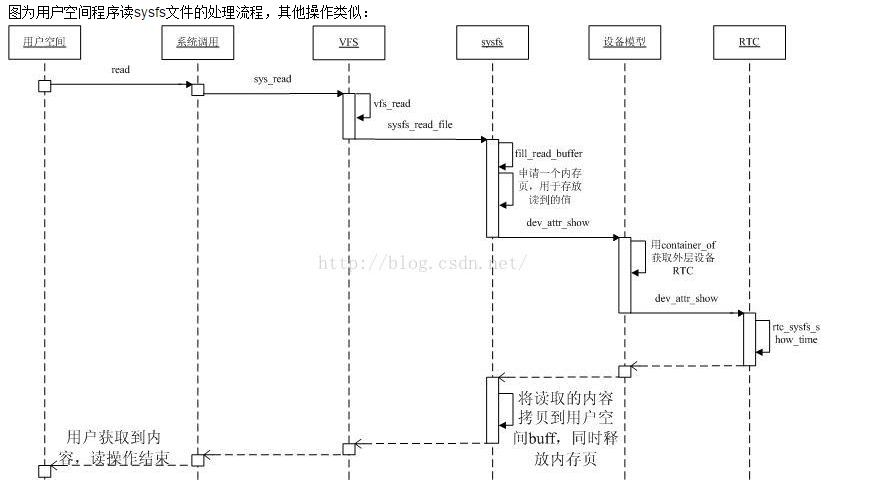 图为用户空间程序读sysfs文件的处理流程，其他操作类似：
用户空间
系统调用
VFS
sysfs
设备模型
RTC
read
sys_read
vfs_read
sysfs_read_file
fill_read_buffer
申请一个内存
页，用于存放
读到的值
dev_attr_show
用container_of
获取外层设备
RTC
http://blog.csdn.net/
dev_attr_show
rtc_sysfs_s
how_time
将读取的内容
拷贝到用户空
间buff，同时释
放内存页
用户获取到内
容，读操作结束